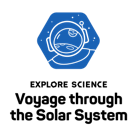 EXPLORE SCIENCE
Voyage through
the Solar System